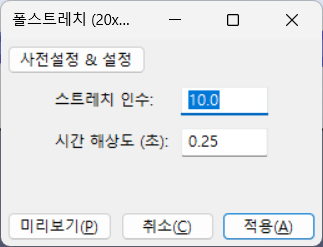 폴스트레치 (20x...
사전설정 & 설정
스트레치 인수: 10.0
시간 해상도 (초): 0.25
미리보기(P) 취소(C) 적용(A)